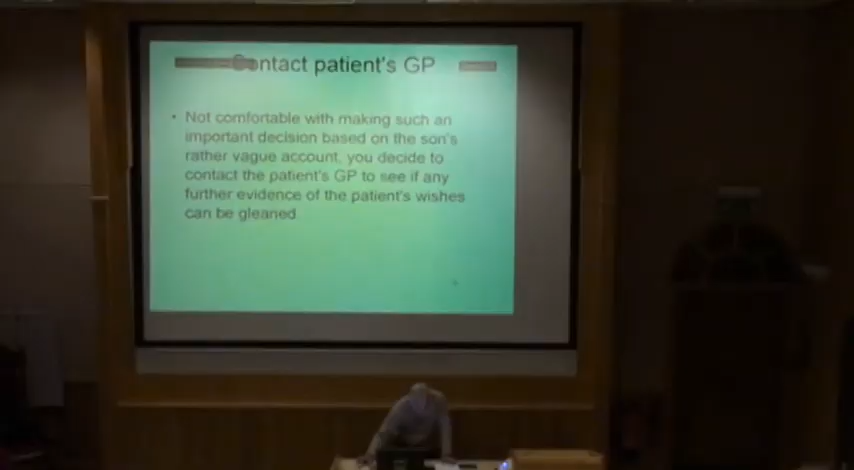 Contact patient's GP
• Not comfortable with making such an
important decision based on the son's
rather vague account, you decide to
contact the patient's GP to see if any
further evidence of the patient's wishes
can be gleaned